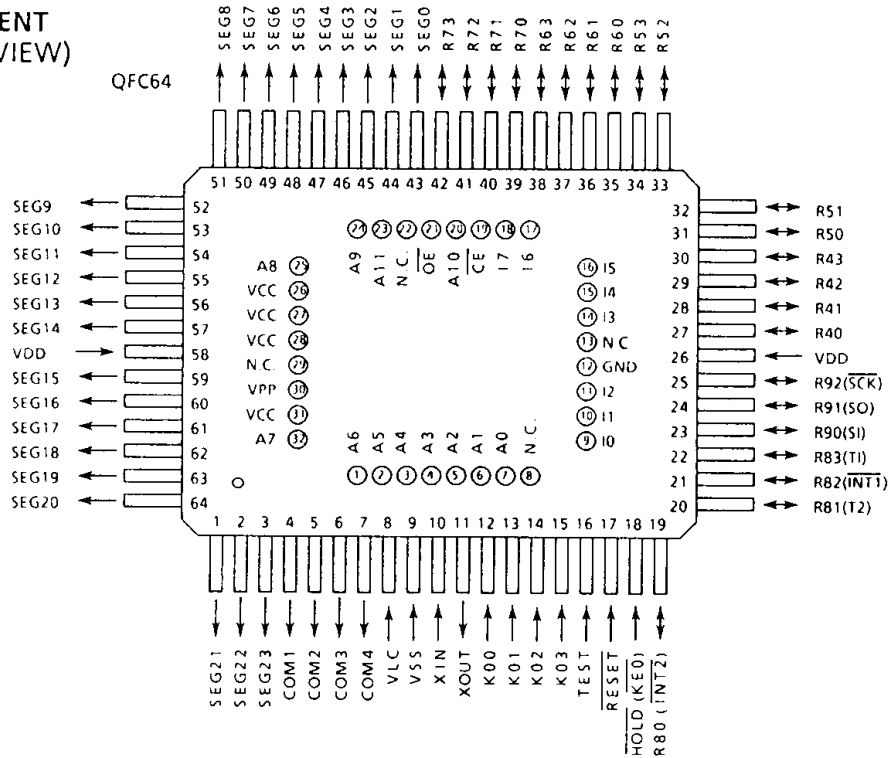 ENT
VIEW)
QFC64
SEG8 SEG7 SEG6 SEG5 SEG4 SEG3 SEG2 SEG1 SEG0 R73 R72 R71 R70 R63 R62 R61 R60 R53 R52
51 50 49 48 47 46 45 44 43 42 41 40 39 38 37 36 35 34 33
SEG9 52
SEG10 53
SEG11 54
SEG12 55
SEG13 56
SEG14 57
VDD 58
SEG15 59
SEG16 60
SEG17 61
SEG18 62
SEG19 63
SEG20 64
24 23 22 21 20 19 18 17
A9 A11 N.C. OE A10 CE I7 I6
A8 25
VCC 26
VCC 27
VCC 28
N.C. 29
VPP 30
VCC 31
A7 32
16 I5
15 I4
14 I3
13 N C
12 GND
11 I2
10 I1
9 I0
A6 A5 A4 A3 A2 A1 A0 N.C.
1 2 3 4 5 6 7 8
32 R51
31 R50
30 R43
29 R42
28 R41
27 R40
26 VDD
25 R92(SCK)
24 R91(SO)
23 R90(SI)
22 R83(TI)
21 R82(INT1)
20 R81(T2)
1 2 3 4 5 6 7 8 9 10 11 12 13 14 15 16 17 18 19
SEG21 SEG22 SEG23 COM1 COM2 COM3 COM4 VLC VSS XIN XOUT K00 K01 K02 K03 TEST RESET HOLD (KE0) R80 (INT2)